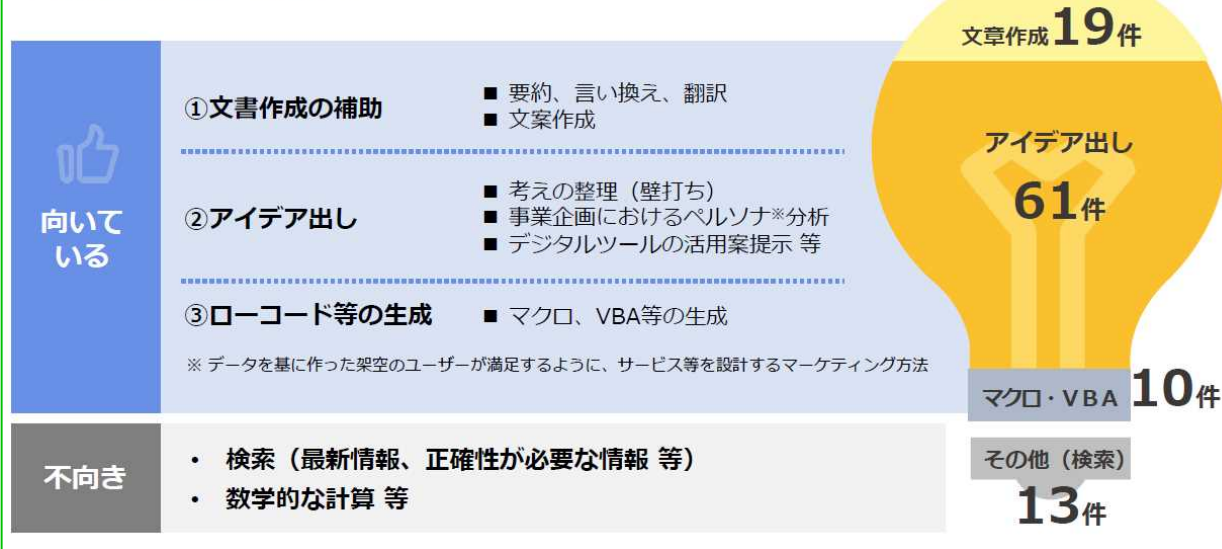 文章作成19件
①文書作成の補助
■ 要約、言い換え、翻訳
■ 文案作成
アイデア出し
61件
向いて
いる
②アイデア出し
■ 考えの整理（壁打ち）
■ 事業企画におけるペルソナ※分析
■ デジタルツールの活用案提示 等
③ローコード等の生成
■ マクロ、VBA等の生成
※ データを基に作った架空のユーザーが満足するように、サービス等を設計するマーケティング方法
マクロ・ＶＢＡ 10件
不向き
・ 検索（最新情報、正確性が必要な情報 等）
・ 数学的な計算 等
その他（検索）
13件